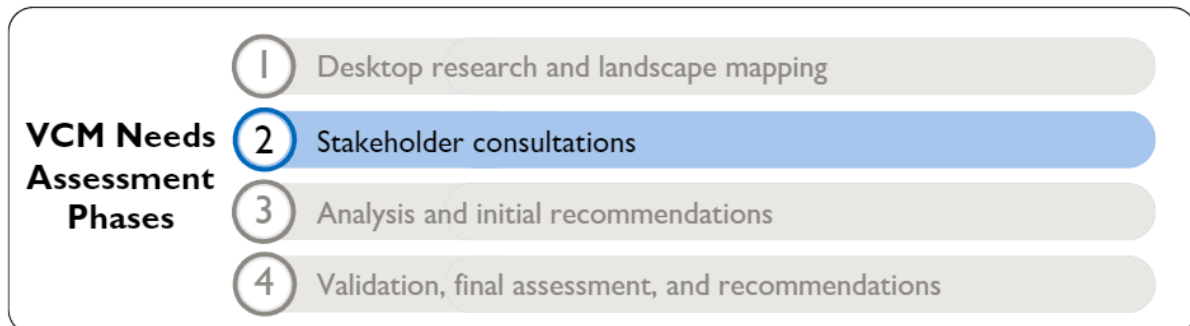 VCM Needs
Assessment
Phases
1 Desktop research and landscape mapping
2 Stakeholder consultations
3 Analysis and initial recommendations
4 Validation, final assessment, and recommendations